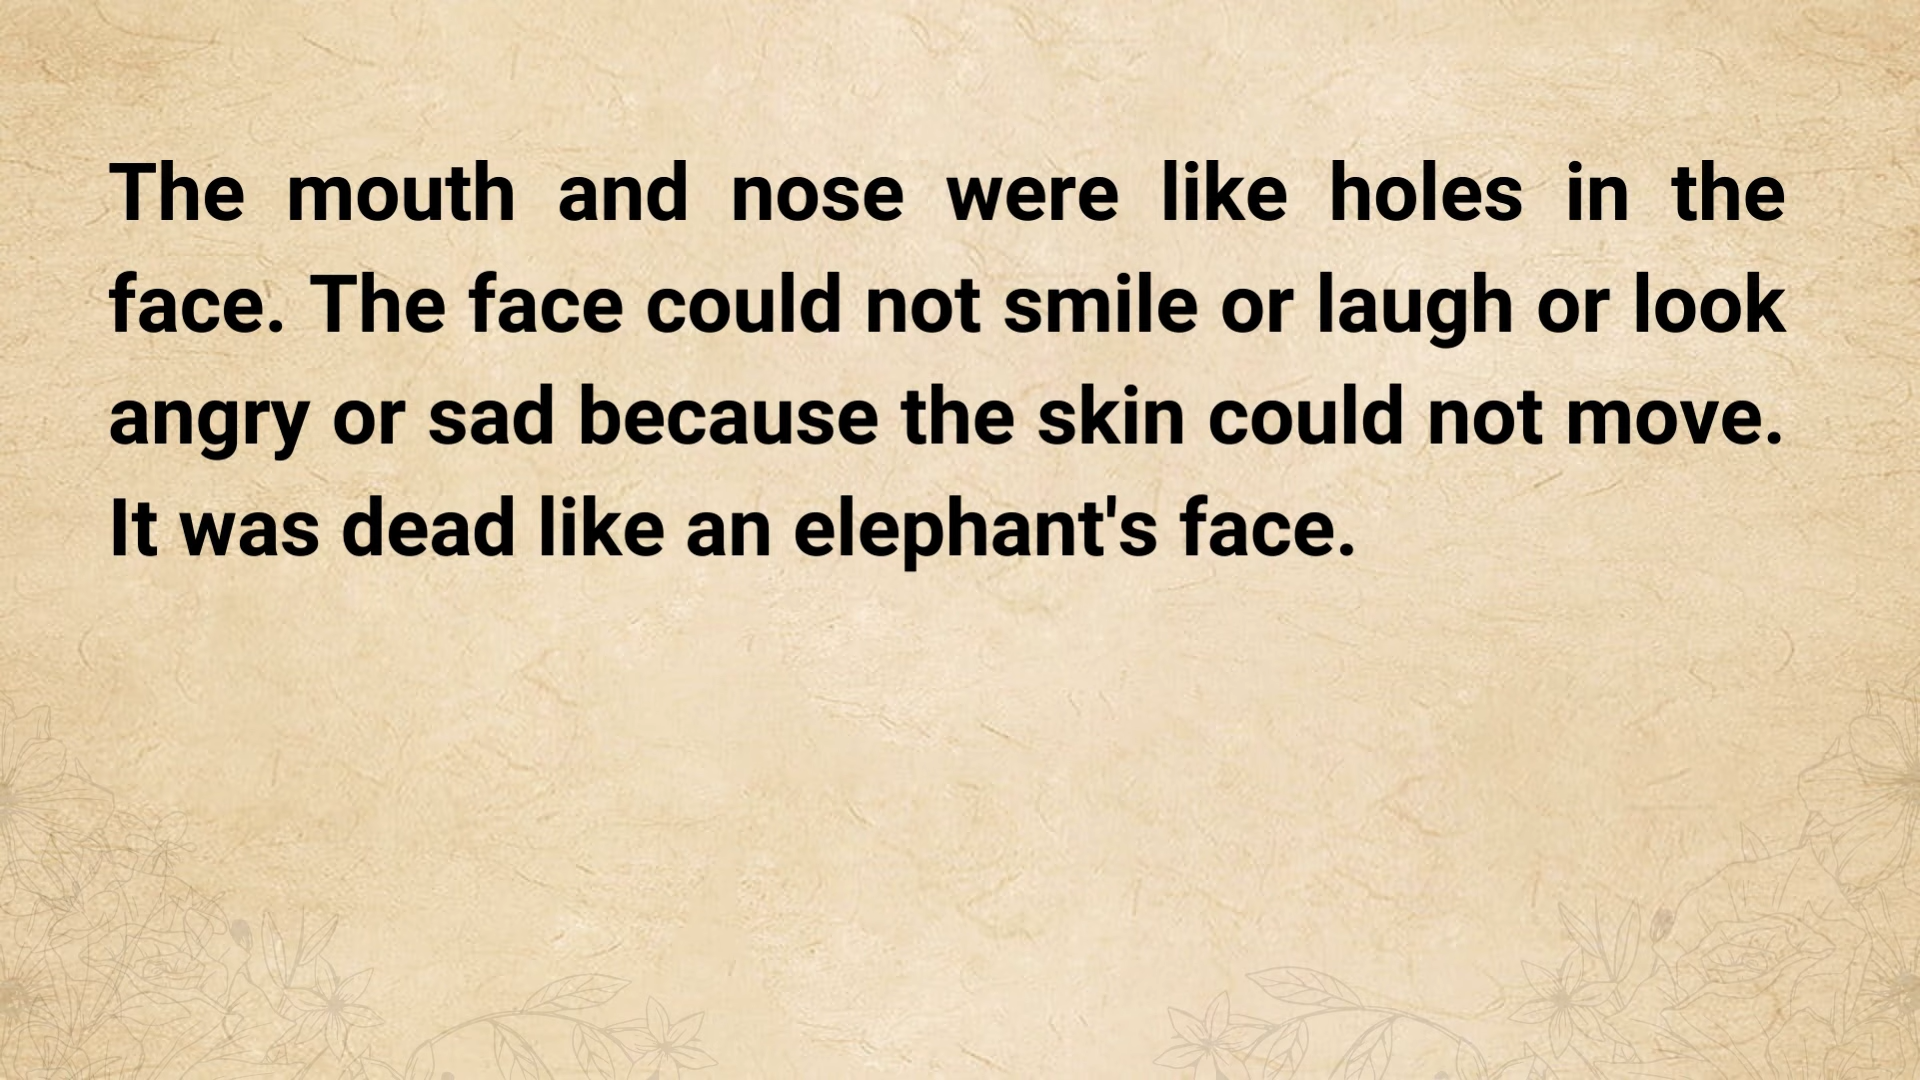 The mouth and nose were like holes in the
face. The face could not smile or laugh or look
angry or sad because the skin could not move.
It was dead like an elephant's face.